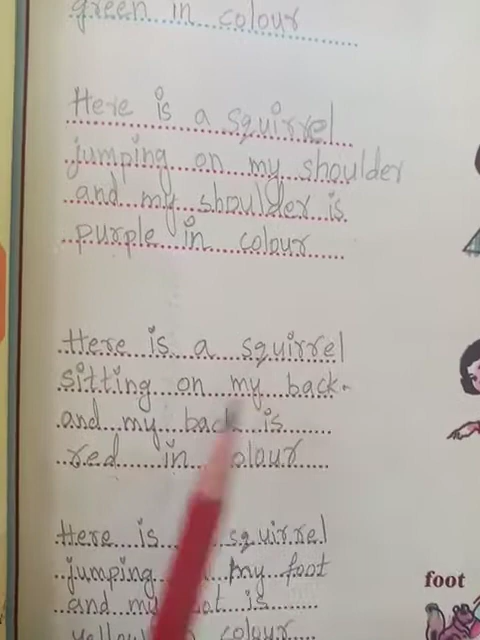 green in colour
Here is a squirrel
jumping on my shoulder
and my shoulder is
purple in colour
Here is a squirrel
sitting on my back.
and my back is
red in olour
Here is squirrel
jumping my foot
foot
and my is
yellow colour